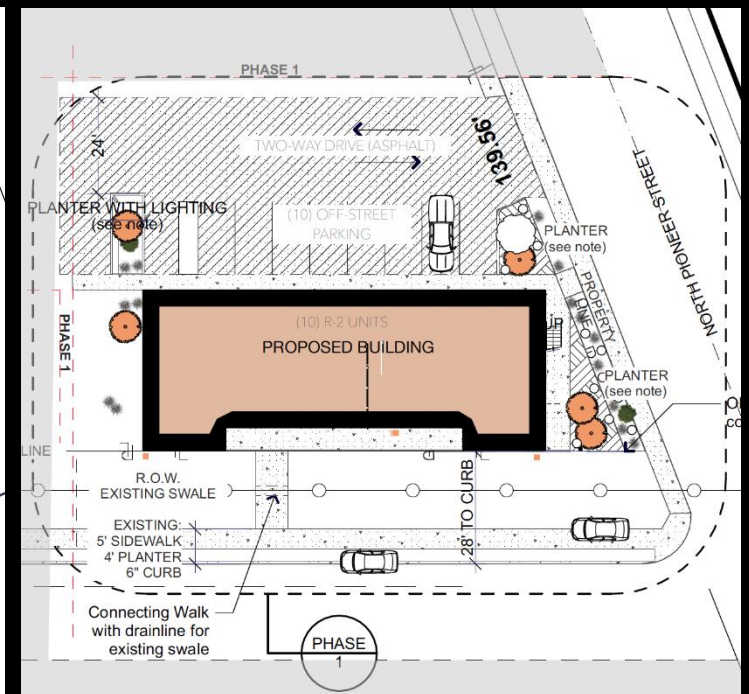 PHASE 1
24'
TWO-WAY DRIVE (ASPHALT)
139.56'
PLANTER WITH LIGHTING
(see note)
(10) OFF-STREET
PARKING
PLANTER
(see note)
NORTH PIONEER STREET
PROPERTY
LINE
PHASE 1
(10) R-2 UNITS
PROPOSED BUILDING
UP
PLANTER
(see note)
LINE
R.O.W.
EXISTING SWALE
EXISTING:
5' SIDEWALK
4' PLANTER
6" CURB
28' TO CURB
Connecting Walk
with drainline for
existing swale
PHASE
1